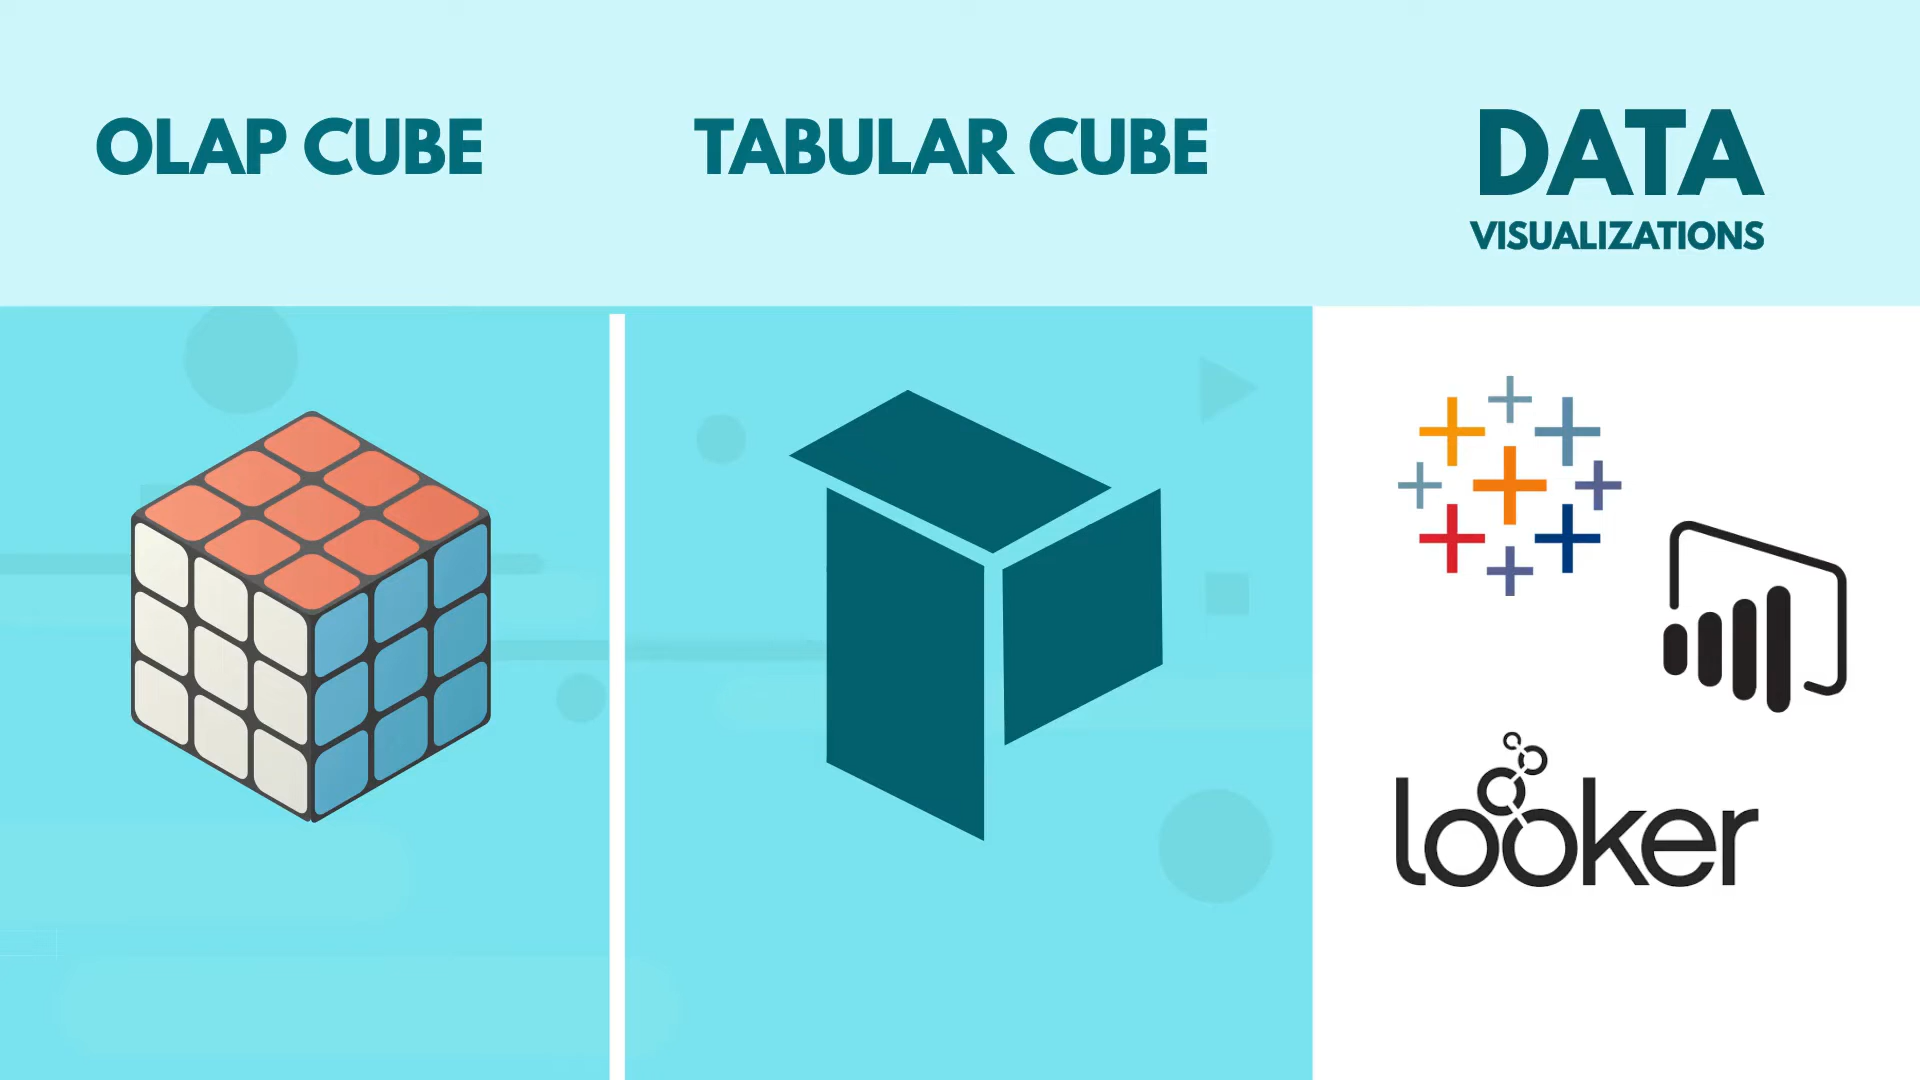 OLAP CUBE
TABULAR CUBE
DATA
VISUALIZATIONS
looker